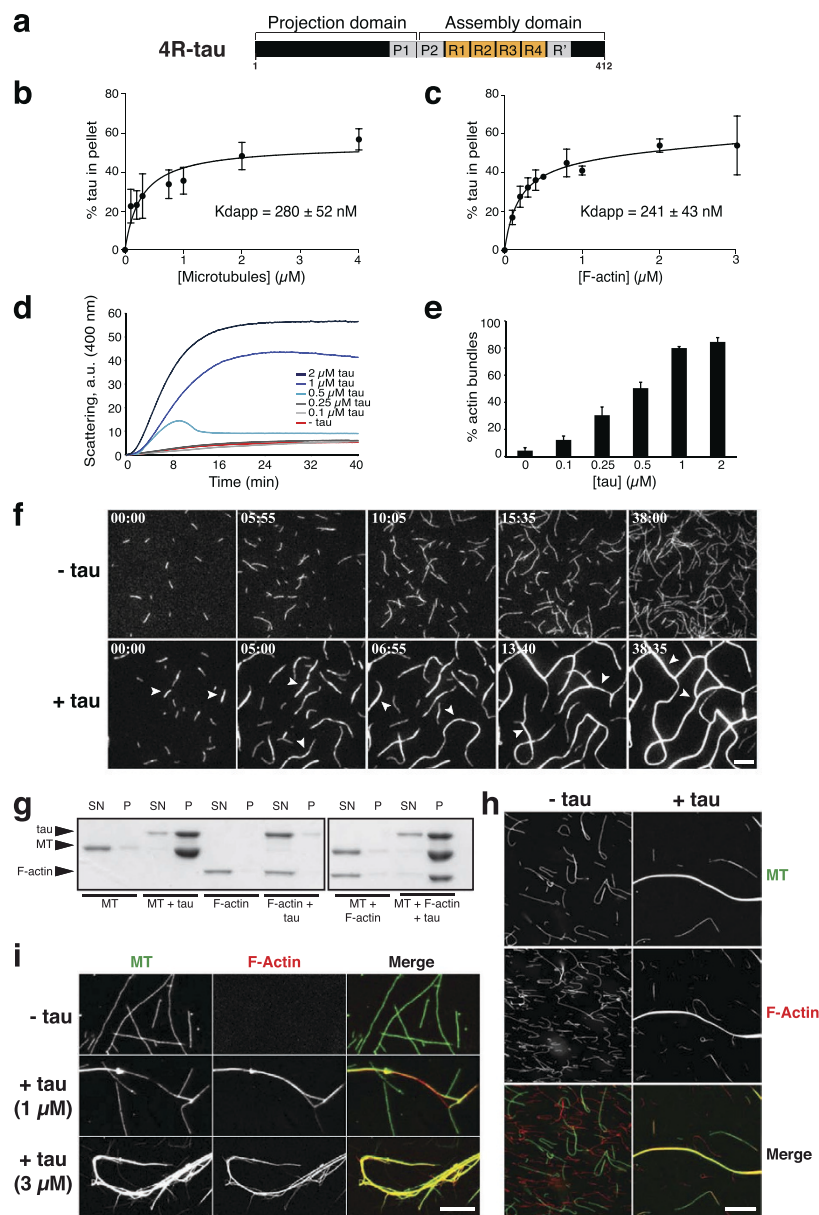 a
Projection domain Assembly domain
4R-tau
P1 P2 R1 R2 R3 R4 R'
1 412
b
80
60
40
20
0
% tau in pellet
Kdapp = 280 ± 52 nM
0 1 2 3 4
[Microtubules] (µM)
c
80
60
40
20
0
% tau in pellet
Kdapp = 241 ± 43 nM
0 1 2 3
[F-actin] (µM)
d
60
50
40
30
20
10
0
Scattering, a.u. (400 nm)
2 µM tau
1 µM tau
0.5 µM tau
0.25 µM tau
0.1 µM tau
- tau
0 8 16 24 32 40
Time (min)
e
100
80
60
40
20
0
% actin bundles
0 0.1 0.25 0.5 1 2
[tau] (µM)
f
- tau
00:00 05:55 10:05 15:35 38:00
+ tau
00:00 05:00 06:55 13:40 38:35
g
SN P SN P SN P SN P SN P SN P
tau
MT
F-actin
MT MT + tau F-actin F-actin + tau MT + F-actin MT + F-actin + tau
h
- tau + tau
MT
F-Actin
Merge
i
MT F-Actin Merge
- tau
+ tau
(1 µM)
+ tau
(3 µM)